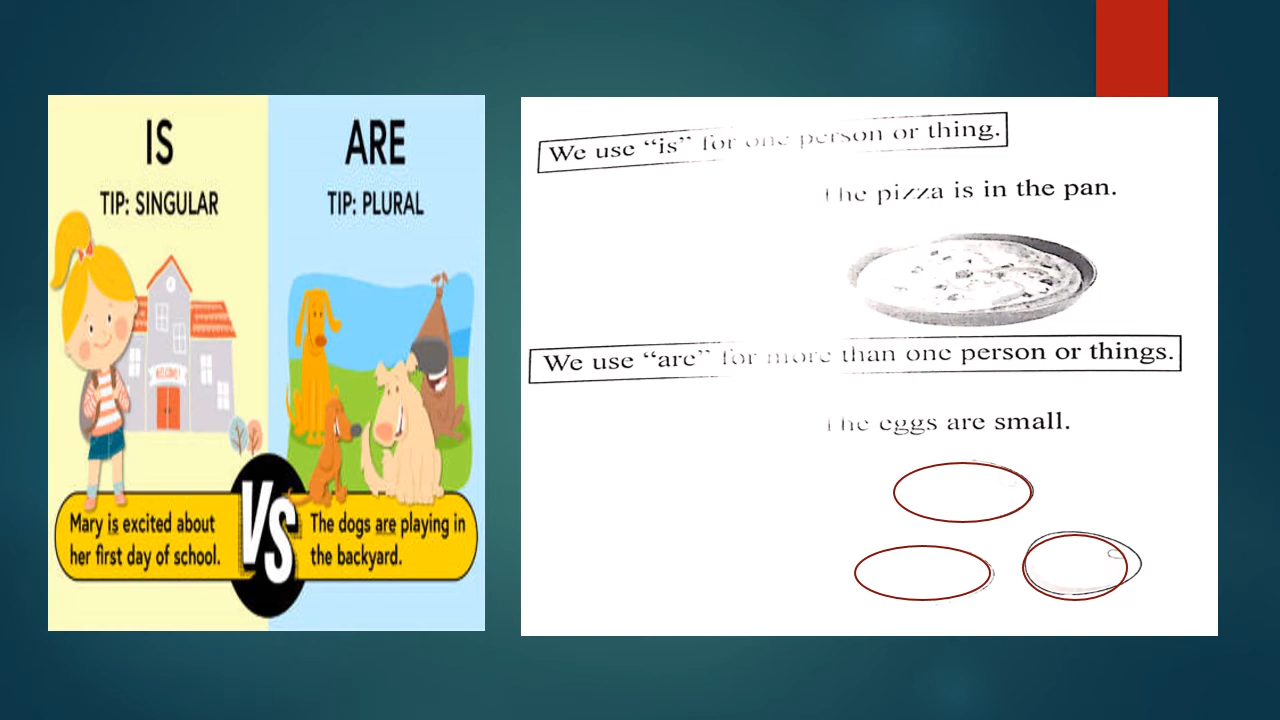 IS
TIP: SINGULAR
WELCOME!
Mary is excited about
her first day of school.
VS
ARE
TIP: PLURAL
The dogs are playing in
the backyard.
We use “is” for one person or thing.
The pizza is in the pan.
We use “are” for more than one person or things.
The eggs are small.